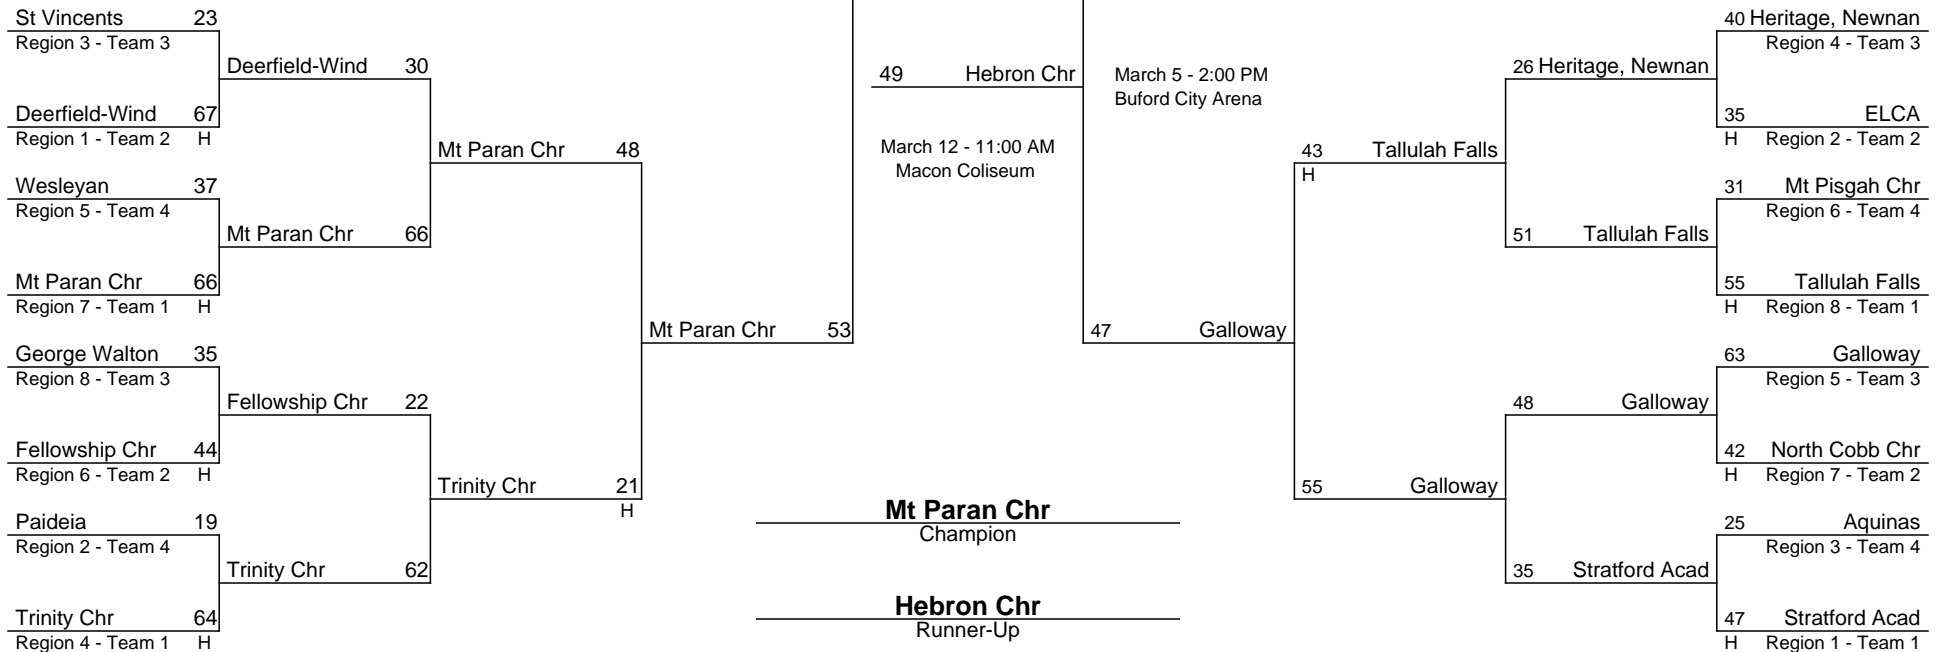 St Vincents 23
Region 3 - Team 3
Deerfield-Wind 30
Deerfield-Wind 67
Region 1 - Team 2 H
Mt Paran Chr 48
Wesleyan 37
Region 5 - Team 4
Mt Paran Chr 66
Mt Paran Chr 66
Region 7 - Team 1 H
Mt Paran Chr 53
George Walton 35
Region 8 - Team 3
Fellowship Chr 22
Fellowship Chr 44
Region 6 - Team 2 H
Trinity Chr 21
H
Paideia 19
Region 2 - Team 4
Trinity Chr 62
Trinity Chr 64
Region 4 - Team 1 H
49 Hebron Chr
March 12 - 11:00 AM
Macon Coliseum
March 5 - 2:00 PM
Buford City Arena
Mt Paran Chr
Champion
Hebron Chr
Runner-Up
40 Heritage, Newnan
Region 4 - Team 3
26 Heritage, Newnan
35 ELCA
H Region 2 - Team 2
43 Tallulah Falls
H
31 Mt Pisgah Chr
Region 6 - Team 4
51 Tallulah Falls
55 Tallulah Falls
H Region 8 - Team 1
47 Galloway
63 Galloway
Region 5 - Team 3
48 Galloway
42 North Cobb Chr
H Region 7 - Team 2
55 Galloway
25 Aquinas
Region 3 - Team 4
35 Stratford Acad
47 Stratford Acad
H Region 1 - Team 1